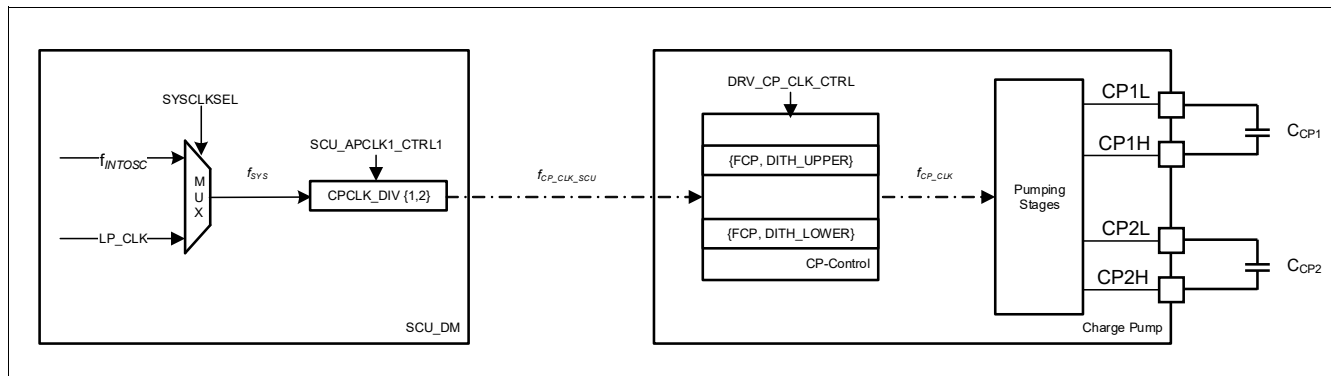 SYSCLKSEL
f_INTOSC
LP_CLK
MUX
f_SYS
SCU_APCLK1_CTRL1
CPCLK_DIV {1,2}
SCU_DM
f_CP_CLK_SCU
DRV_CP_CLK_CTRL
{FCP, DITH_UPPER}
{FCP, DITH_LOWER}
CP-Control
f_CP_CLK
Pumping
Stages
CP1L
CP1H
CP2L
CP2H
Charge Pump
C_CP1
C_CP2